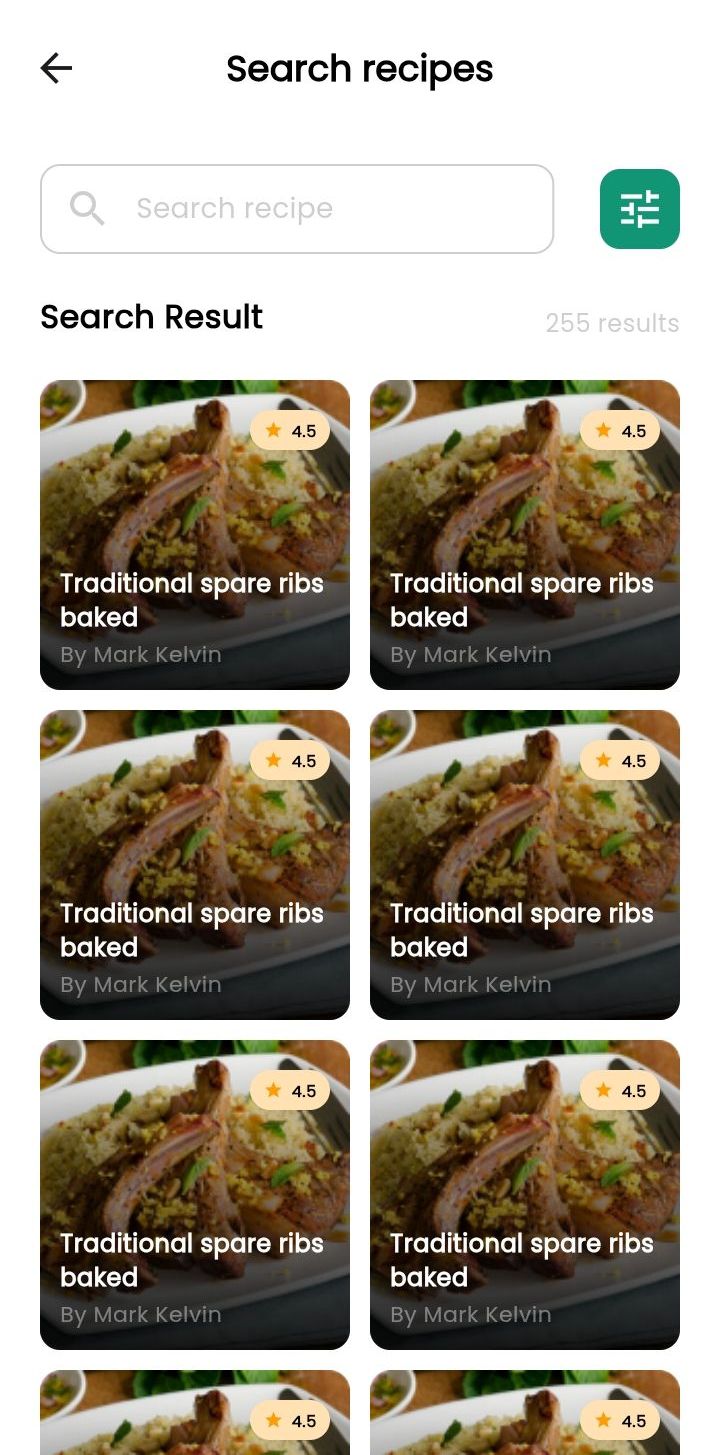 Search recipes
Search recipe
Search Result
255 results
4.5
4.5
Traditional spare ribs
baked
By Mark Kelvin
Traditional spare ribs
baked
By Mark Kelvin
4.5
4.5
Traditional spare ribs
baked
By Mark Kelvin
Traditional spare ribs
baked
By Mark Kelvin
4.5
4.5
Traditional spare ribs
baked
By Mark Kelvin
Traditional spare ribs
baked
By Mark Kelvin
4.5
4.5